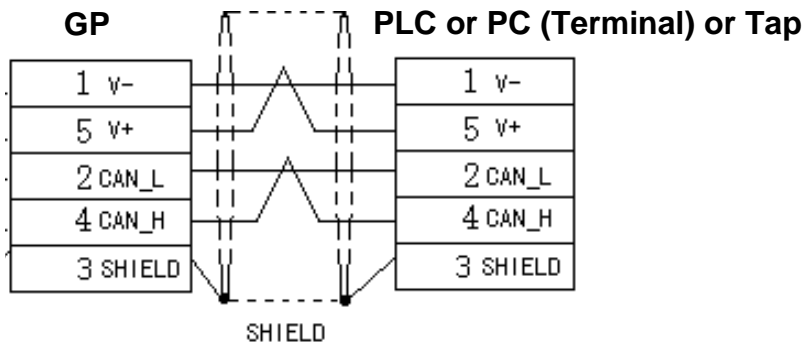 GP PLC or PC (Terminal) or Tap
1 V- 1 V-
5 V+ 5 V+
2 CAN_L 2 CAN_L
4 CAN_H 4 CAN_H
3 SHIELD 3 SHIELD
SHIELD